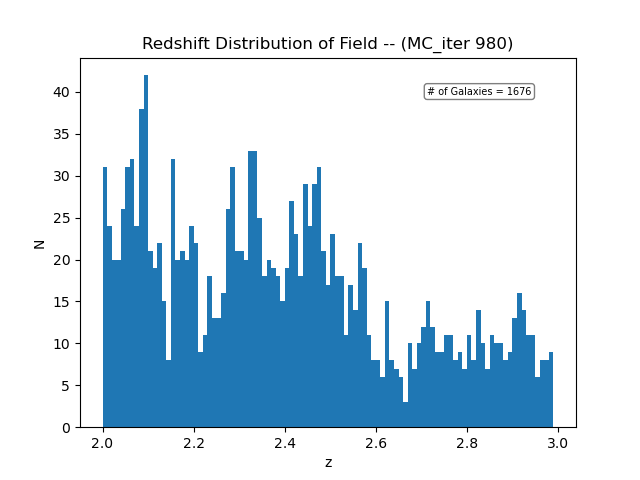 Redshift Distribution of Field -- (MC_iter 980)
# of Galaxies = 1676
40
35
30
25
20
15
10
5
0
N
2.0 2.2 2.4 2.6 2.8 3.0
z